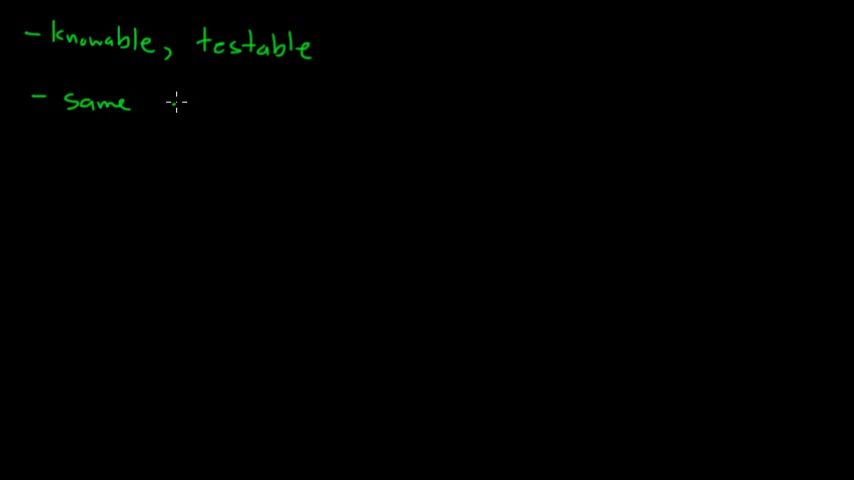 - knowable, testable
- same